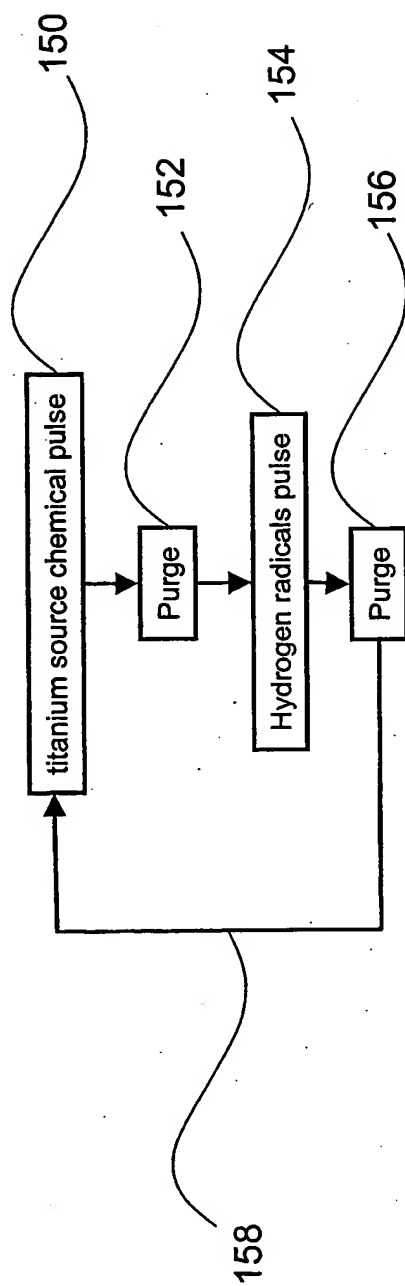 titanium source chemical pulse
150
Purge
152
Hydrogen radicals pulse
154
Purge
156
158